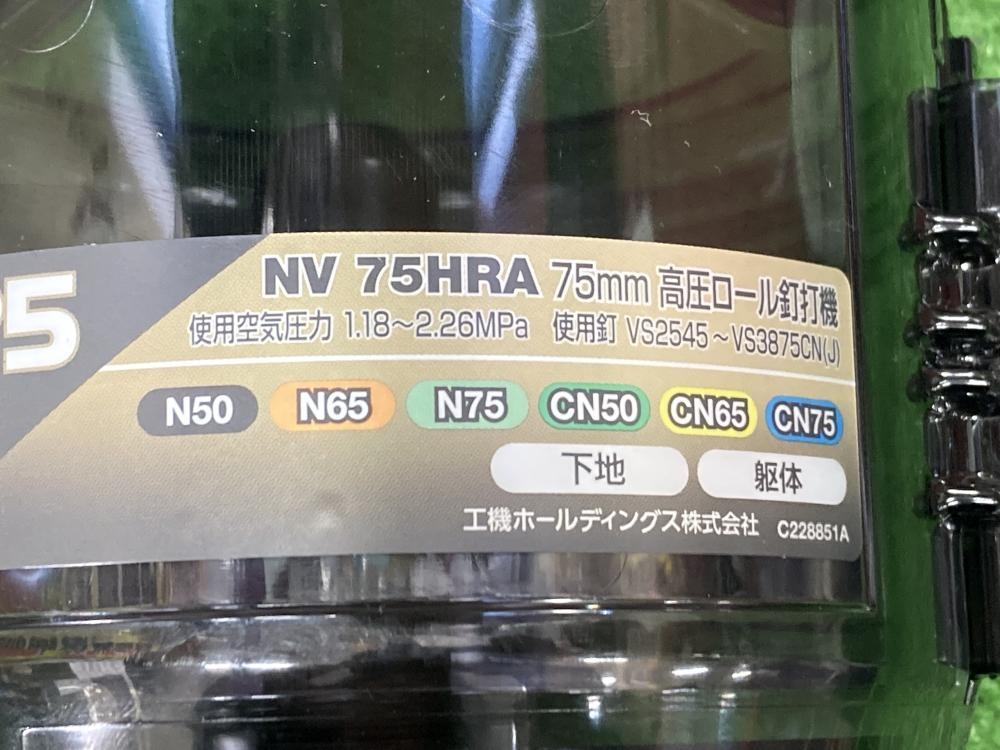 NV 75HRA 75mm 高圧ロール釘打機
使用空気圧力 1.18～2.26MPa 使用釘 VS2545～VS3875CN(J)
5
N50 N65 N75 CN50 CN65 CN75
下地 躯体
工機ホールディングス株式会社 C228851A